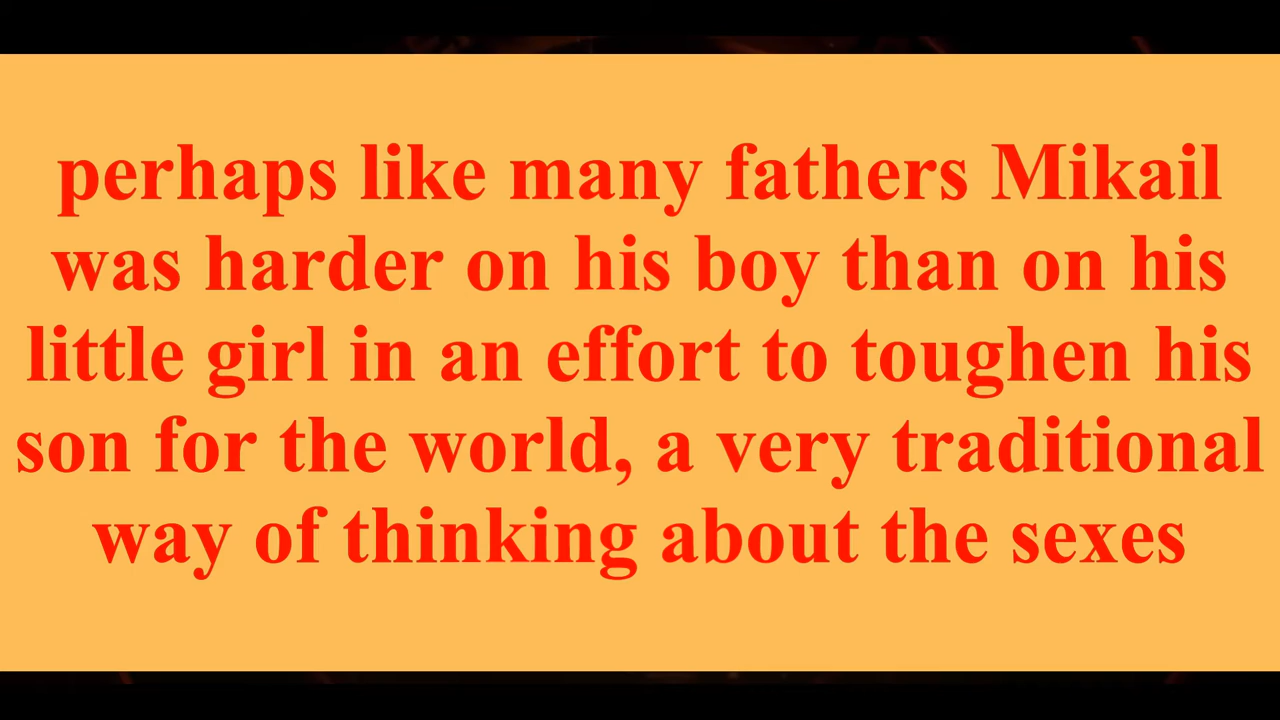 perhaps like many fathers Mikail
was harder on his boy than on his
little girl in an effort to toughen his
son for the world, a very traditional
way of thinking about the sexes